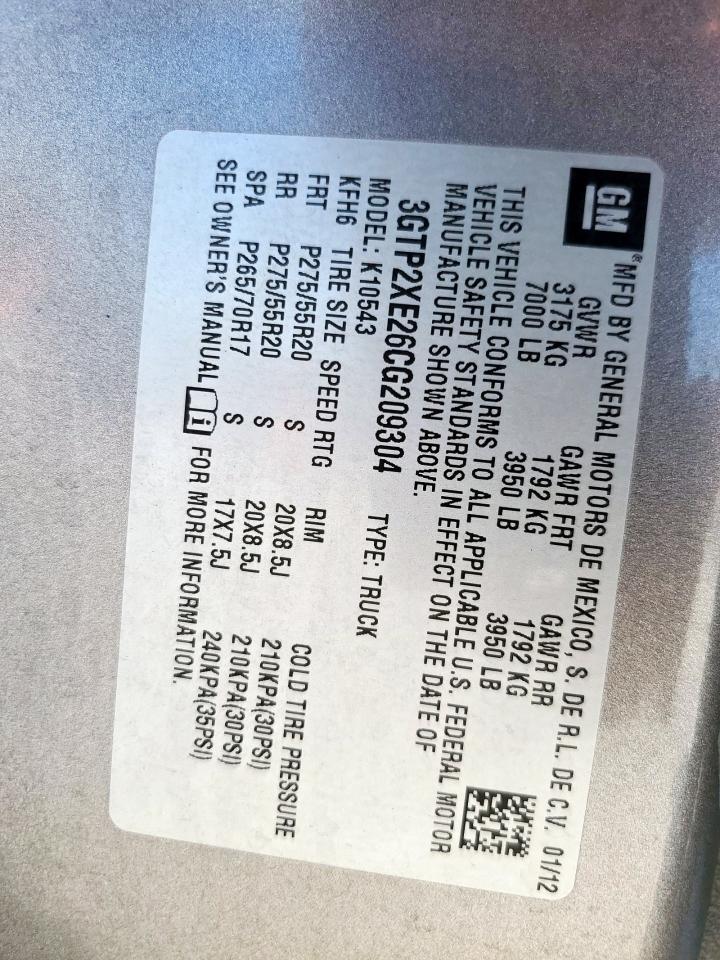 GM
® MFD BY GENERAL MOTORS DE MEXICO, S. DE R.L. DE C.V. 01/12
GVWR GAWR FRT GAWR RR
3175 KG 1792 KG 1792 KG
7000 LB 3950 LB 3950 LB
THIS VEHICLE CONFORMS TO ALL APPLICABLE U.S. FEDERAL MOTOR
VEHICLE SAFETY STANDARDS IN EFFECT ON THE DATE OF
MANUFACTURE SHOWN ABOVE.
3GTP2XE26CG209304 TYPE: TRUCK
MODEL: K10543
KFH6 TIRE SIZE SPEED RTG RIM COLD TIRE PRESSURE
FRT P275/55R20 S 20X8.5J 210KPA(30PSI)
RR P275/55R20 S 20X8.5J 210KPA(30PSI)
SPA P265/70R17 S 17X7.5J 240KPA(35PSI)
SEE OWNER'S MANUAL FOR MORE INFORMATION.